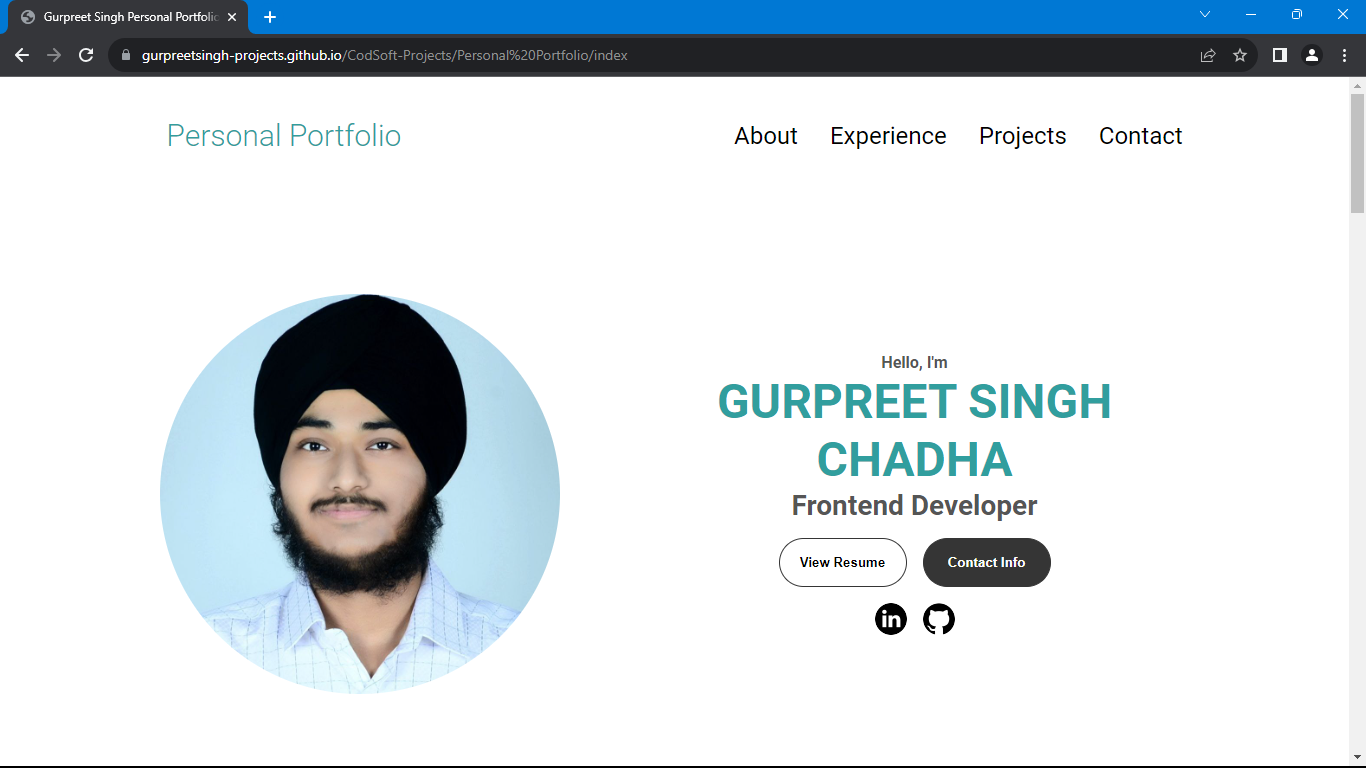 Gurpreet Singh Personal Portfolio
gurpreetsingh-projects.github.io/CodSoft-Projects/Personal%20Portfolio/index
Personal Portfolio
About Experience Projects Contact
Hello, I'm
GURPREET SINGH
CHADHA
Frontend Developer
View Resume Contact Info
in